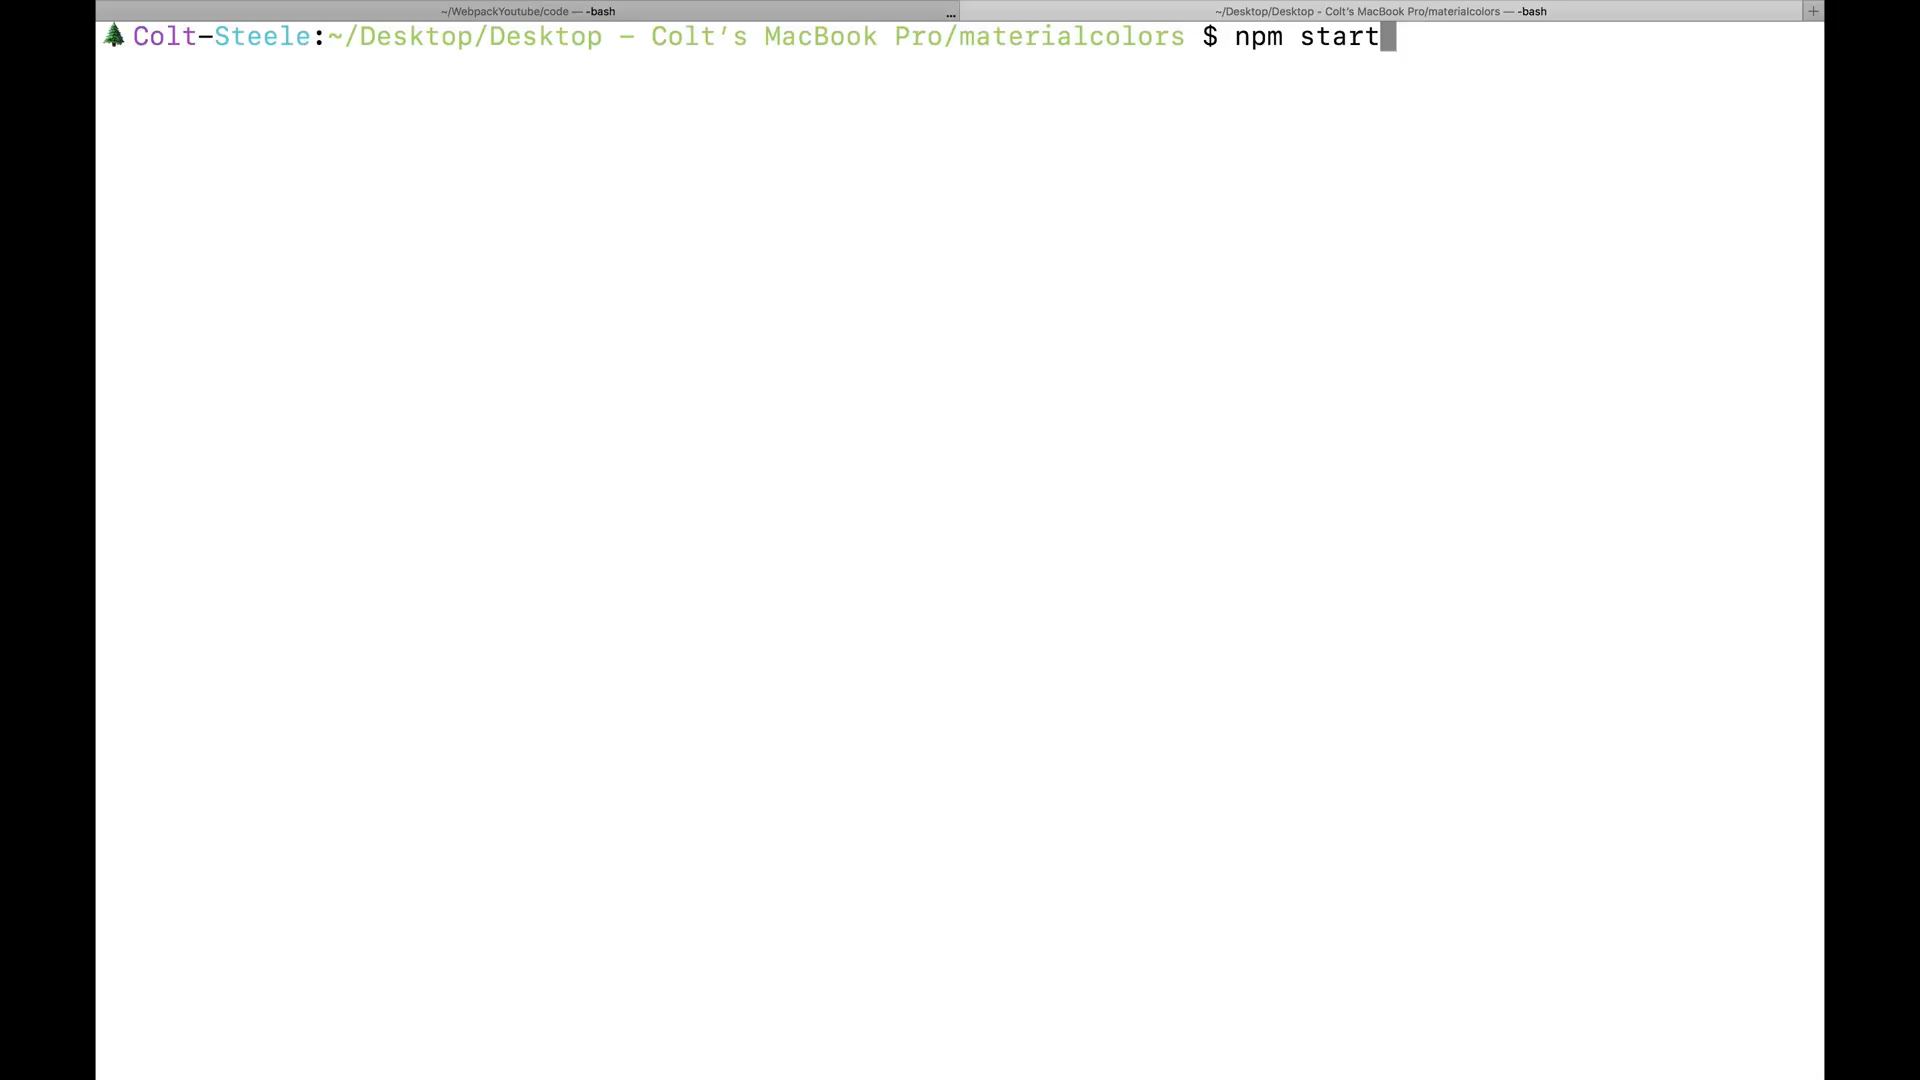 ~/WebpackYoutube/code — -bash
...
~/Desktop/Desktop - Colt’s MacBook Pro/materialcolors — -bash
+
Colt-Steele:~/Desktop/Desktop - Colt’s MacBook Pro/materialcolors $ npm start